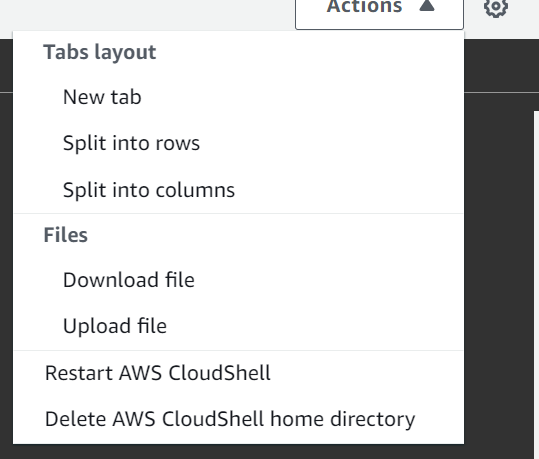 Actions
Tabs layout
New tab
Split into rows
Split into columns
Files
Download file
Upload file
Restart AWS CloudShell
Delete AWS CloudShell home directory